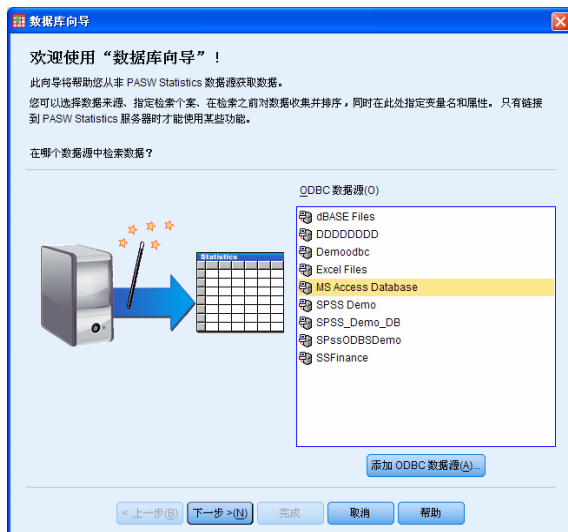 数据库向导
欢迎使用“数据库向导”！
此向导将帮助您从非 PASW Statistics 数据源获取数据。
您可以选择数据来源、指定检索个案、在检索之前对数据收集并排序，同时在此处指定变量名和属性。 只有链接
到 PASW Statistics 服务器时才能使用某些功能。
在哪个数据源中检索数据？
ODBC 数据源(O)
dBASE Files
DDDDDDDD
Demoodbc
Excel Files
MS Access Database
SPSS Demo
SPSS_Demo_DB
SPssODBSDemo
SSFinance
Statistics
添加 ODBC 数据源(A)...
< 上一步(B)
下一步 >(N)
完成
取消
帮助